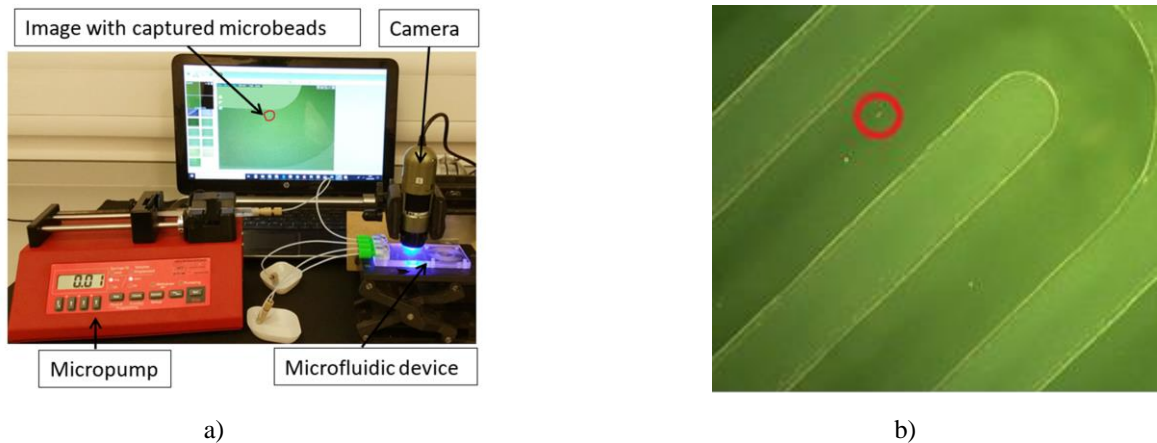 Image with captured microbeads
Camera
0.01
Micropump
Microfluidic device
a)
b)